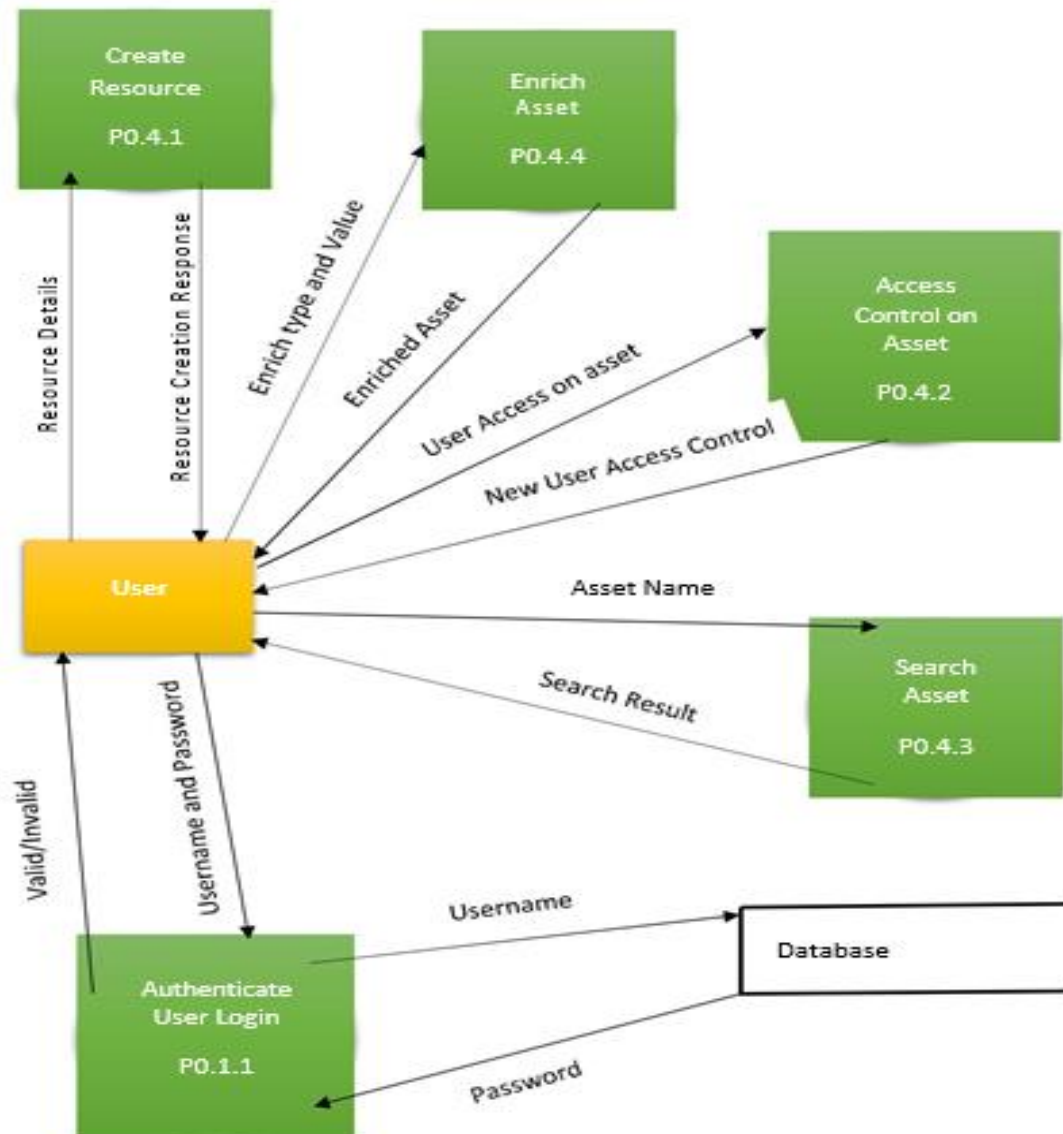 Create
Resource
P0.4.1
Enrich
Asset
P0.4.4
Access
Control on
Asset
P0.4.2
Resource Details
Resource Creation Response
Enrich type and Value
Enriched Asset
User Access on asset
New User Access Control
User
Asset Name
Search Result
Search
Asset
P0.4.3
Valid/Invalid
Username and Password
Username
Database
Authenticate
User Login
P0.1.1
Password